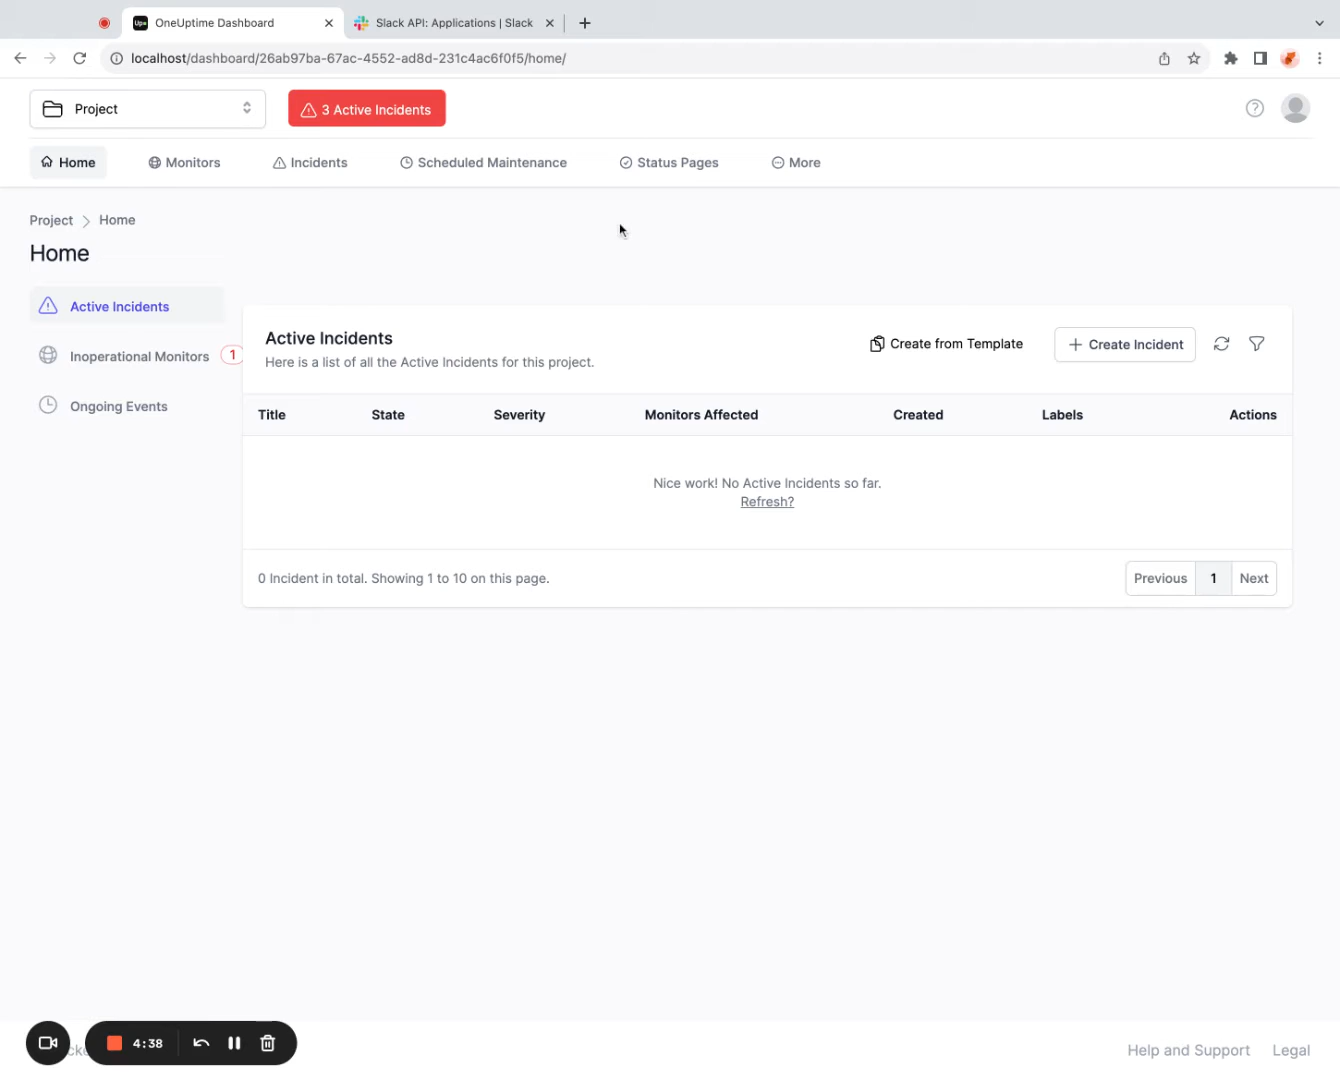 OneUptime Dashboard
Slack API: Applications | Slack
localhost/dashboard/26ab97ba-67ac-4552-ad8d-231c4ac6f0f5/home/
Project
3 Active Incidents
Home
Monitors
Incidents
Scheduled Maintenance
Status Pages
More
Project
Home
Home
Active Incidents
Inoperational Monitors
1
Ongoing Events
Active Incidents
Here is a list of all the Active Incidents for this project.
Create from Template
Create Incident
Title State Severity Monitors Affected Created Labels Actions
Nice work! No Active Incidents so far.
Refresh?
0 Incident in total. Showing 1 to 10 on this page.
Previous 1 Next
4:38
Help and Support
Legal